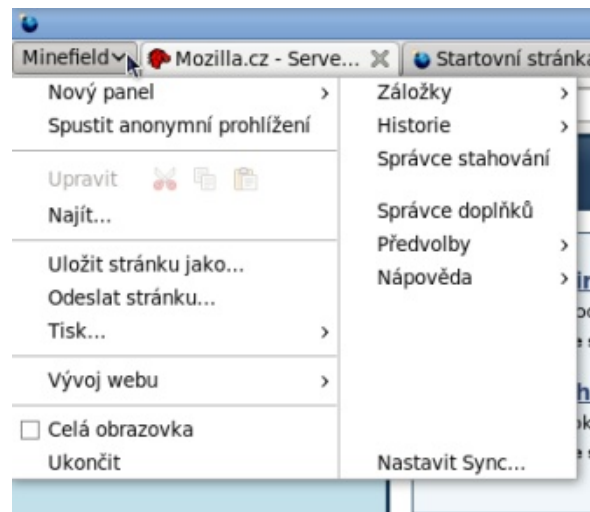 Minefield
Mozilla.cz - Serve...
Startovní stránka
Nový panel
Spustit anonymní prohlížení
Upravit
Najít...
Uložit stránku jako...
Odeslat stránku...
Tisk...
Vývoj webu
Celá obrazovka
Ukončit
Záložky
Historie
Správce stahování
Správce doplňků
Předvolby
Nápověda
Nastavit Sync...